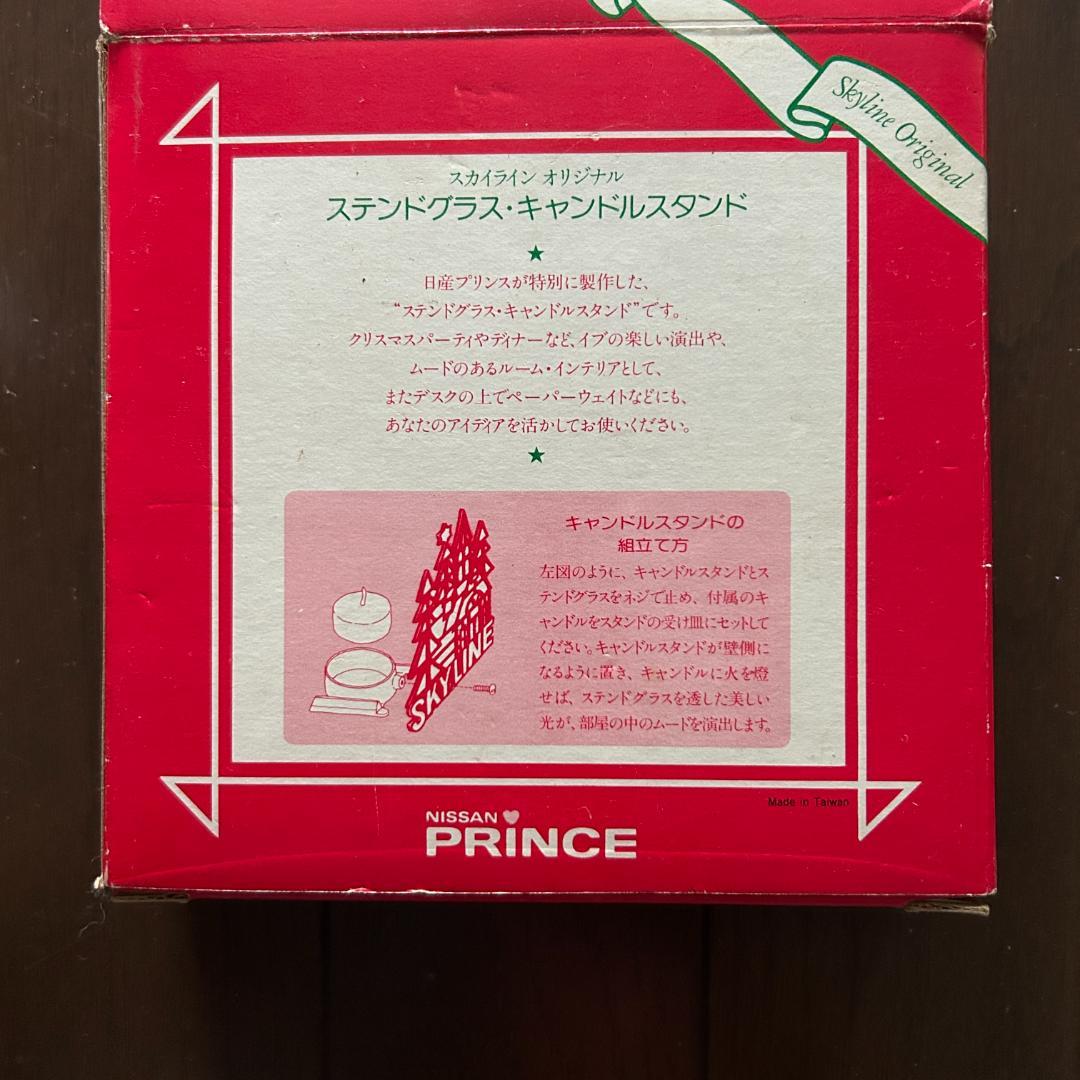 Skyline Original
スカイライン オリジナル
ステンドグラス・キャンドルスタンド
★
日産プリンスが特別に製作した、
“ステンドグラス・キャンドルスタンド”です。
クリスマスパーティやディナーなど、イブの楽しい演出や、
ムードのあるルーム・インテリアとして、
またデスクの上でペーパーウェイトなどにも、
あなたのアイディアを活かしてお使いください。
★
SKYLINE
キャンドルスタンドの
組立て方
左図のように、キャンドルスタンドとス
テンドグラスをネジで止め、付属のキ
ャンドルをスタンドの受け皿にセットして
ください。キャンドルスタンドが壁側に
なるように置き、キャンドルに火を燈
せば、ステンドグラスを透した美しい
光が、部屋の中のムードを演出します。
Made in Taiwan
NISSAN
PRINCE